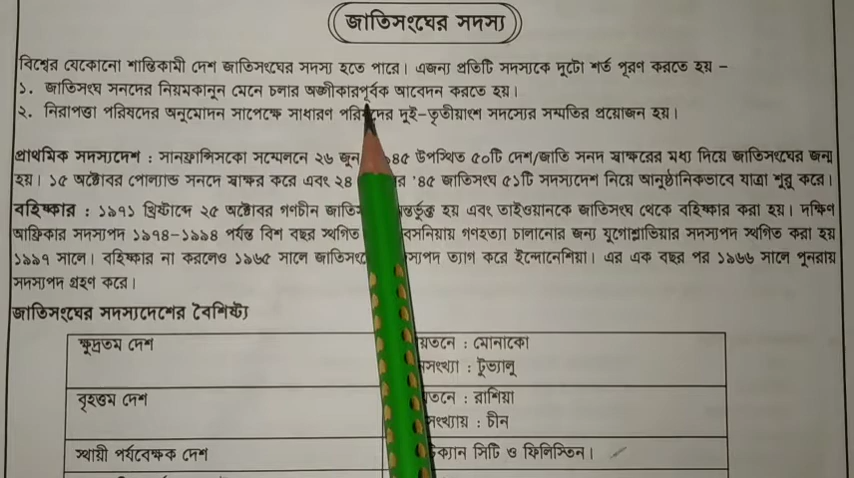 জাতিসংঘের সদস্য
বিশ্বের যেকোনো শান্তিকামী দেশ জাতিসংঘের সদস্য হতে পারে। এজন্য প্রতিটি সদস্যকে দুটো শর্ত পূরণ করতে হয় –
১. জাতিসংঘ সনদের নিয়মকানুন মেনে চলার অঙ্গীকারপূর্বক আবেদন করতে হয়।
২. নিরাপত্তা পরিষদের অনুমোদন সাপেক্ষে সাধারণ পরিষদের দুই-তৃতীয়াংশ সদস্যের সম্মতির প্রয়োজন হয়।
প্রাথমিক সদস্যদেশ : সানফ্রান্সিসকো সম্মেলনে ২৬ জুন ৪৫ উপস্থিত ৫০টি দেশ/জাতি সনদ স্বাক্ষরের মধ্য দিয়ে জাতিসংঘের জন্ম
হয়। ১৫ অক্টোবর পোল্যান্ড সনদে স্বাক্ষর করে এবং ২৪ র '৪৫ জাতিসংঘ ৫১টি সদস্যদেশ নিয়ে আনুষ্ঠানিকভাবে যাত্রা শুরু করে।
বহিষ্কার : ১৯৭১ খ্রিস্টাব্দে ২৫ অক্টোবর গণচীন জাতিস ন্তর্ভুক্ত হয় এবং তাইওয়ানকে জাতিসংঘ থেকে বহিষ্কার করা হয়। দক্ষিণ
আফ্রিকার সদস্যপদ ১৯৭৪-১৯৯৪ পর্যন্ত বিশ বছর স্থগিত বসনিয়ায় গণহত্যা চালানোর জন্য যুগোশ্লাভিয়ার সদস্যপদ স্থগিত করা হয়
১৯৯৭ সালে। বহিষ্কার না করলেও ১৯৬৫ সালে জাতিসংঘে স্যপদ ত্যাগ করে ইন্দোনেশিয়া। এর এক বছর পর ১৯৬৬ সালে পুনরায়
সদস্যপদ গ্রহণ করে।
জাতিসংঘের সদস্যদেশের বৈশিষ্ট্য
ক্ষুদ্রতম দেশ
য়তনে : মোনাকো
সংখ্যা : টুভ্যালু
বৃহত্তম দেশ
য়তনে : রাশিয়া
সংখ্যায় : চীন
স্থায়ী পর্যবেক্ষক দেশ
টিক্যান সিটি ও ফিলিস্তিন।